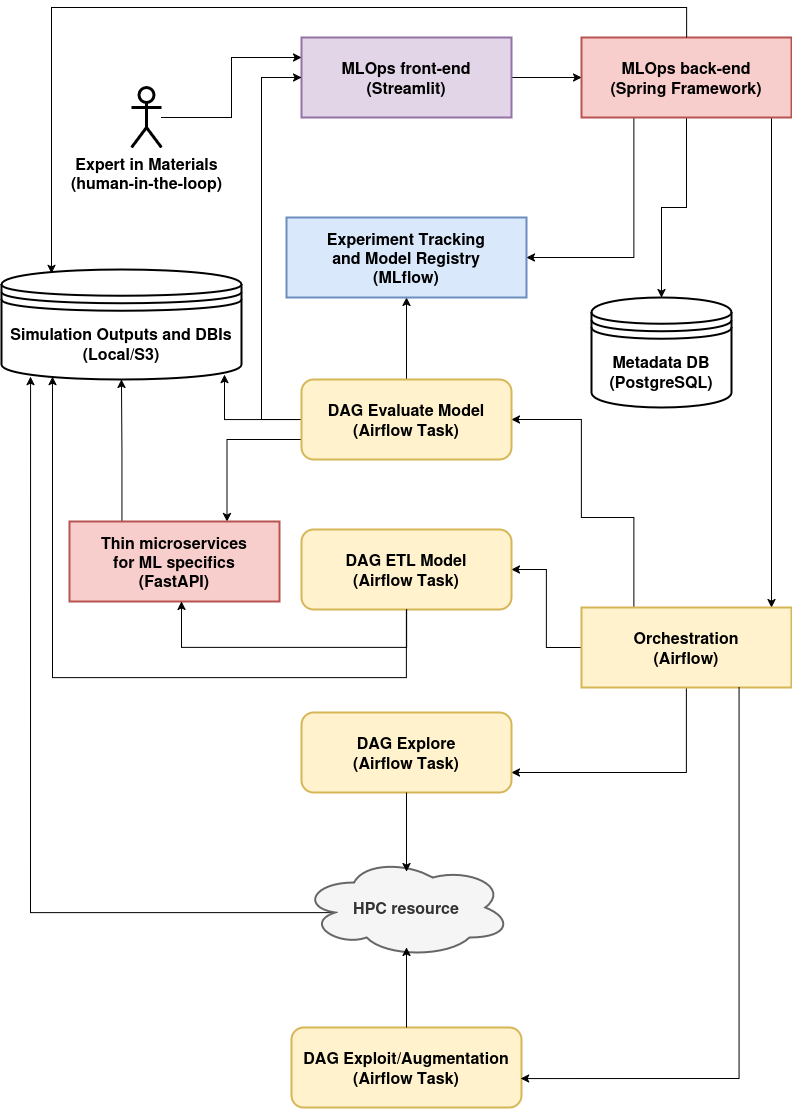 MLOps front-end
(Streamlit)
MLOps back-end
(Spring Framework)
Expert in Materials
(human-in-the-loop)
Experiment Tracking
and Model Registry
(MLflow)
Simulation Outputs and DBIs
(Local/S3)
Metadata DB
(PostgreSQL)
DAG Evaluate Model
(Airflow Task)
Thin microservices
for ML specifics
(FastAPI)
DAG ETL Model
(Airflow Task)
Orchestration
(Airflow)
DAG Explore
(Airflow Task)
HPC resource
DAG Exploit/Augmentation
(Airflow Task)